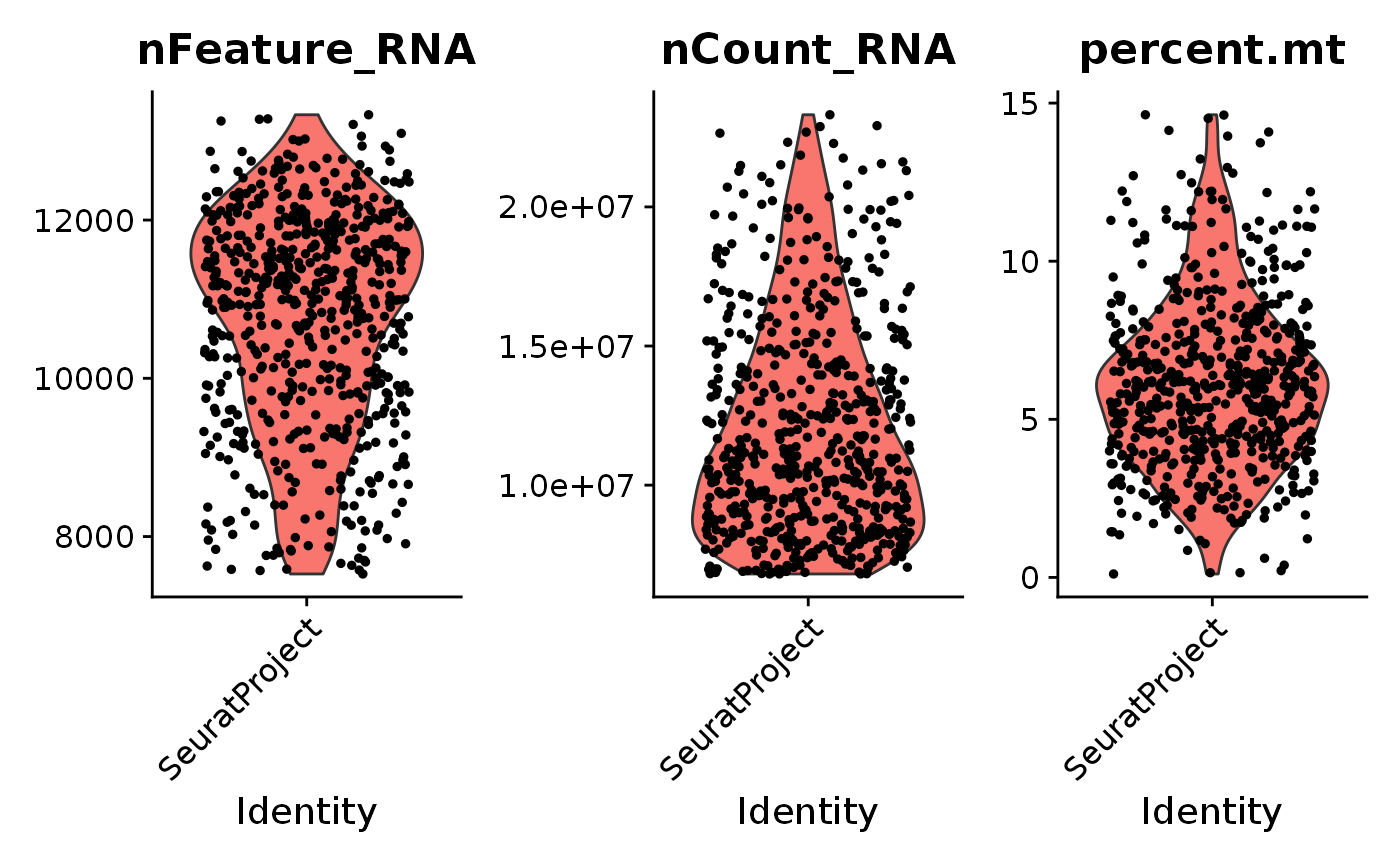 nFeature_RNA
12000
10000
8000
SeuratProject
Identity
nCount_RNA
2.0e+07
1.5e+07
1.0e+07
SeuratProject
Identity
percent.mt
15
10
5
0
SeuratProject
Identity